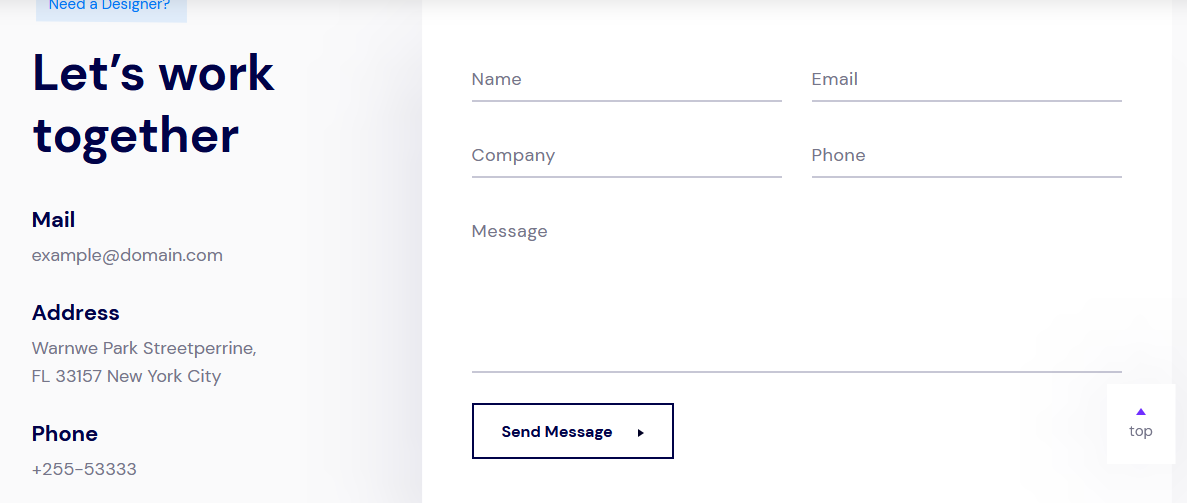 Need a Designer?
Let’s work
together
Mail
example@domain.com
Address
Warnwe Park Streetperrine,
FL 33157 New York City
Phone
+255-53333
Name
Email
Company
Phone
Message
Send Message
top